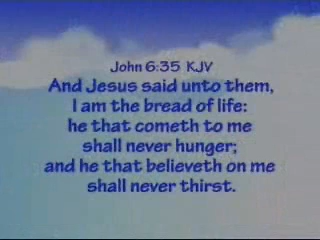 John 6:35 KJV
And Jesus said unto them,
I am the bread of life:
he that cometh to me
shall never hunger;
and he that believeth on me
shall never thirst.